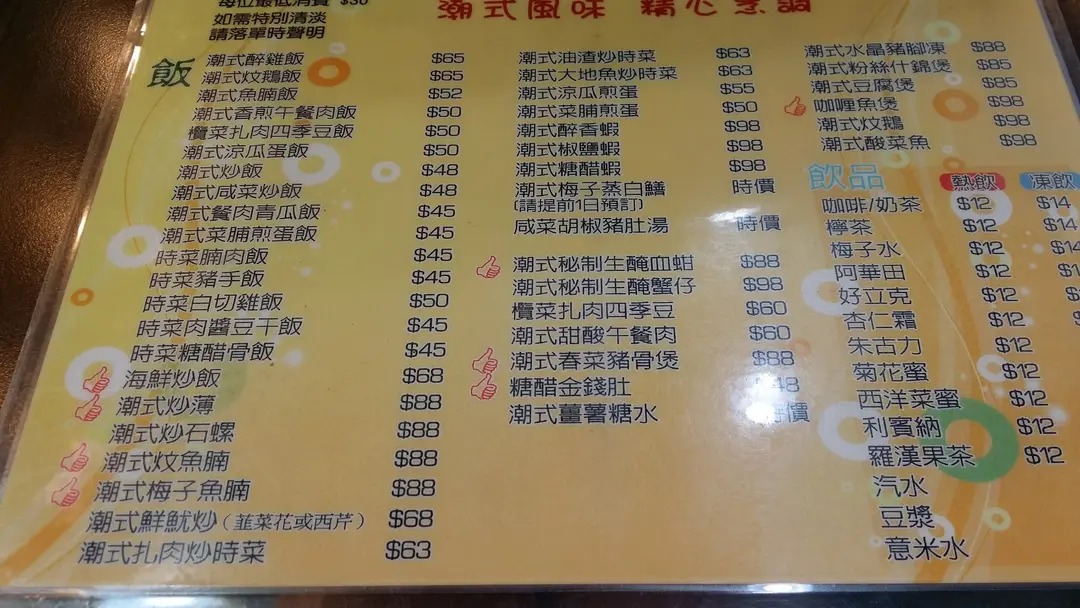 每位最低消費 $30
如需特別清淡
請落單時聲明
潮式風味 精心烹調
飯
潮式醉雞飯 $65
潮式炆鵝飯 $65
潮式魚腩飯 $52
潮式香煎午餐肉飯 $50
欖菜扎肉四季豆飯 $50
潮式涼瓜蛋飯 $50
潮式炒飯 $48
潮式咸菜炒飯 $48
潮式餐肉青瓜飯 $45
潮式菜脯煎蛋飯 $45
時菜腩肉飯 $45
時菜豬手飯 $45
時菜白切雞飯 $50
時菜肉醬豆干飯 $45
時菜糖醋骨飯 $45
海鮮炒飯 $68
潮式炒薄 $88
潮式炒石螺 $88
潮式炆魚腩 $88
潮式梅子魚腩 $88
潮式鮮魷炒（韮菜花或西芹） $68
潮式扎肉炒時菜 $63
潮式油渣炒時菜 $63
潮式大地魚炒時菜 $63
潮式涼瓜煎蛋 $55
潮式菜脯煎蛋 $50
潮式醉香蝦 $98
潮式椒鹽蝦 $98
潮式糖醋蝦 $98
潮式梅子蒸白鱔 時價
(請提前1日預訂)
咸菜胡椒豬肚湯 時價
潮式秘制生醃血蚶 $88
潮式秘制生醃蟹仔 $98
欖菜扎肉四季豆 $60
潮式甜酸午餐肉 $60
潮式春菜豬骨煲 $88
糖醋金錢肚 48
潮式薑薯糖水 時價
潮式水晶豬腳凍 $88
潮式粉絲什錦煲 $85
潮式豆腐煲 $85
咖喱魚煲 $98
潮式炆鵝 $98
潮式酸菜魚 $98
飲品 熱飲 凍飲
咖啡/奶茶 $12 $14
檸茶 $12 $14
梅子水 $12 $14
阿華田 $12
好立克 $12
杏仁霜 $12
朱古力 $12
菊花蜜 $12
西洋菜蜜 $12
利賓納 $12
羅漢果茶 $12
汽水
豆漿
意米水